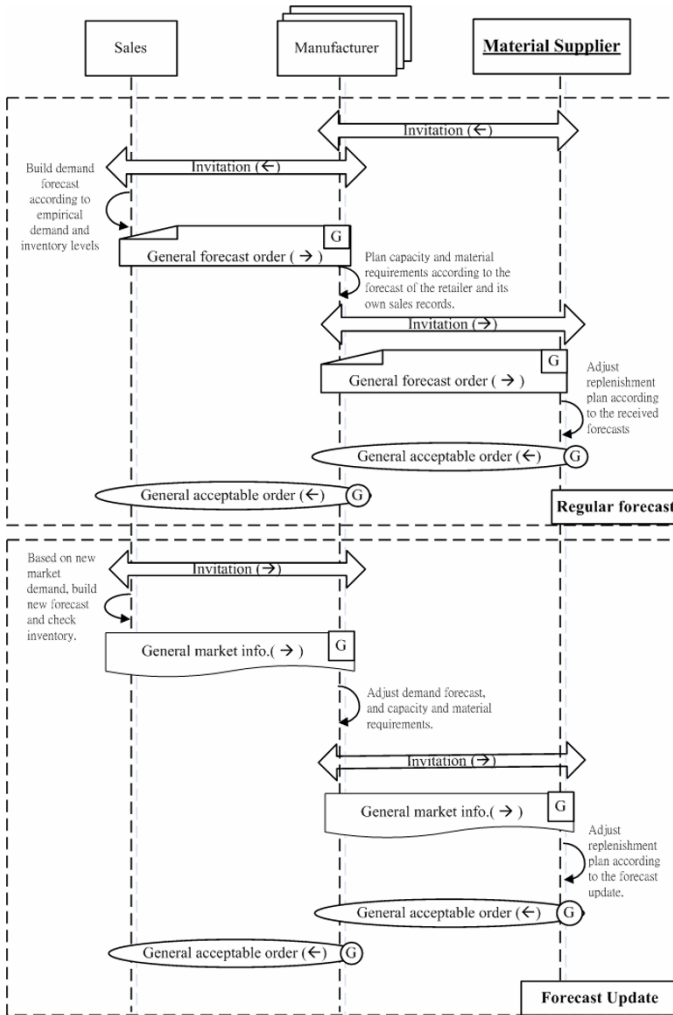 Sales
Manufacturer
Material Supplier
Invitation (←)
Invitation (←)
Build demand
forecast
according to
empirical
demand and
inventory levels
G
General forecast order ( → )
Plan capacity and material
requirements according to the
forecast of the retailer and its
own sales records.
Invitation (→)
G
General forecast order ( → )
Adjust
replenishment
plan according
to the received
forecasts
General acceptable order (←)
G
General acceptable order (←)
G
Regular forecast
Based on new
market
demand, build
new forecast
and check
inventory.
Invitation (→)
General market info.( → )
G
Adjust demand forecast,
and capacity and material
requirements.
Invitation (→)
General market info.( → )
G
Adjust
replenishment
plan according
to the forecast
update.
General acceptable order (←)
G
General acceptable order (←)
G
Forecast Update